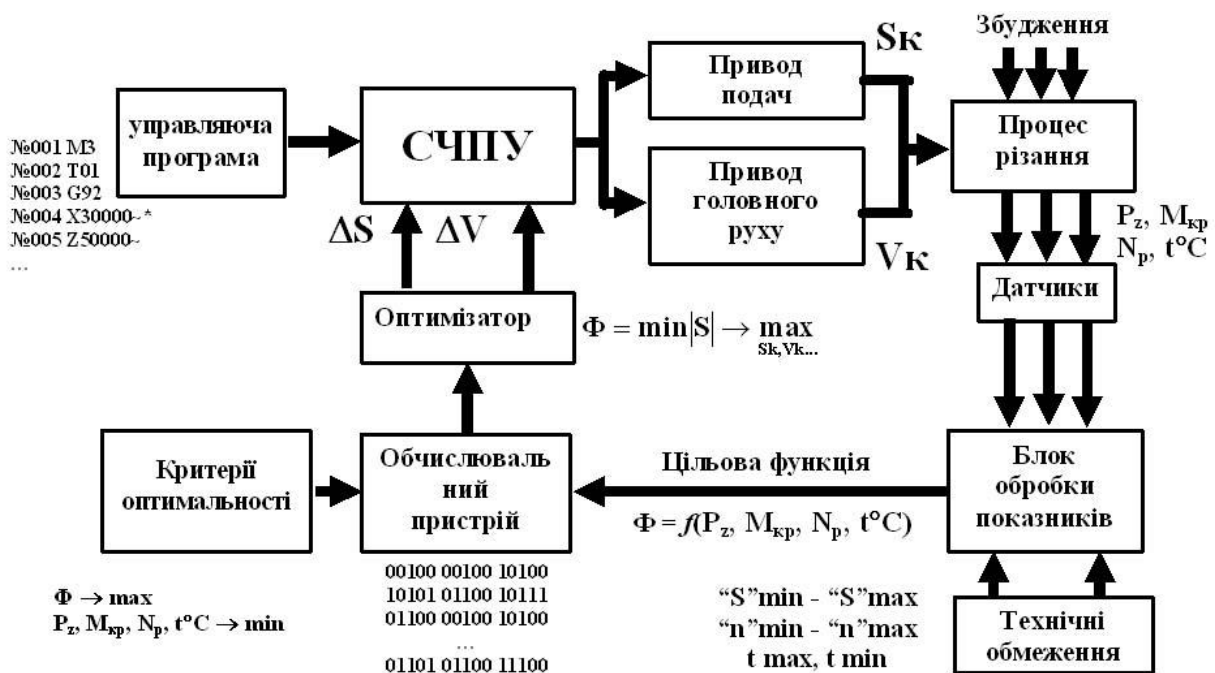 Sк
Збудження
Привод
подач
управляюча
програма
СЧПУ
Процес
різання
№001 М3
№002 Т01
№003 G92
№004 X30000~*
№005 Z50000~
...
Привод
головного
руху
Vк
ΔS ΔV
Pz, Mкр
Np, t°C
Датчики
Оптимізатор
Φ = min|S| → max
Sk,Vk...
Критерії
оптимальності
Обчислюваль
ний
пристрій
Цільова функція
Φ = f(Pz, Mкр, Np, t°C)
Блок
обробки
показників
Φ → max
Pz, Mкр, Np, t°C → min
00100 00100 10100
10101 01100 10111
01100 00100 10100
...
01101 01100 11100
“S”min - “S”max
“n”min - “n”max
t max, t min
Технічні
обмеження